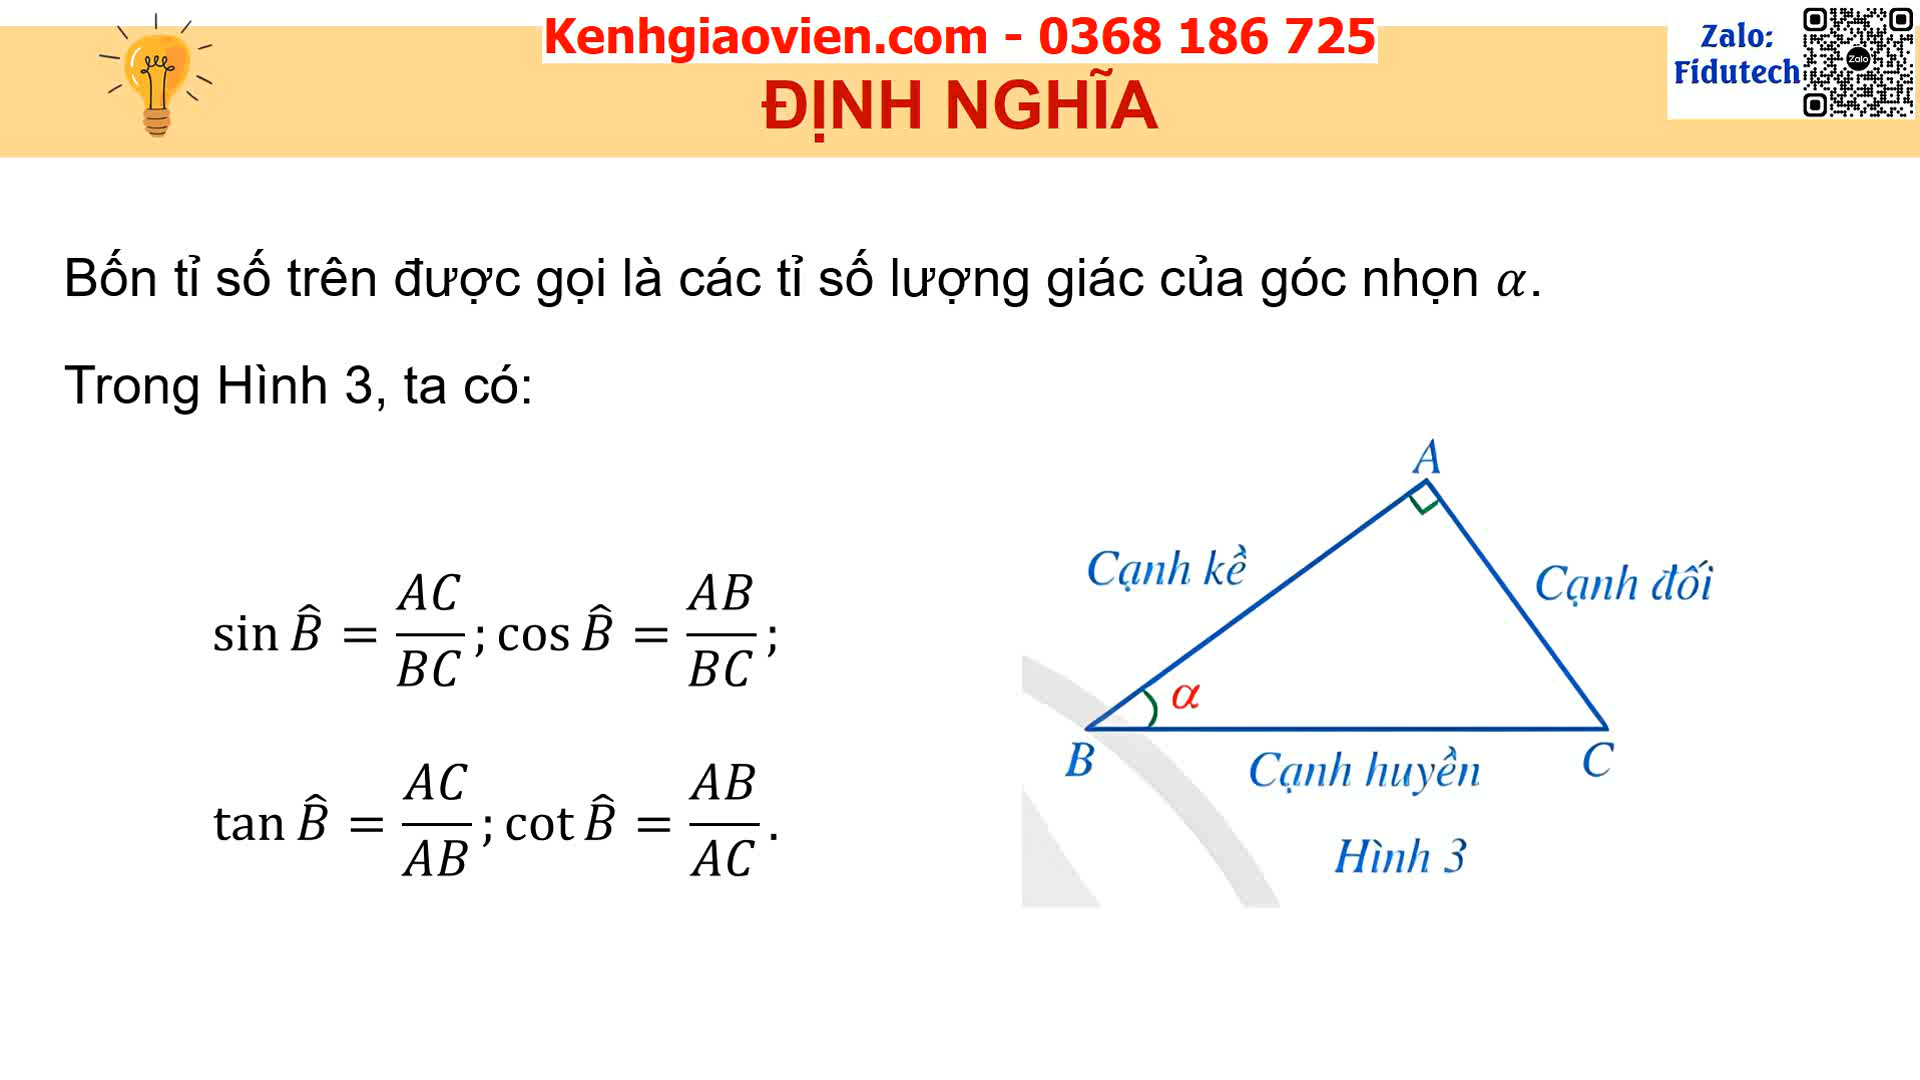 Kenhgiaovien.com - 0368 186 725
Zalo:
Fidutech
Zalo
ĐỊNH NGHĨA
Bốn tỉ số trên được gọi là các tỉ số lượng giác của góc nhọn α.
Trong Hình 3, ta có:
sin B̂ = AC/BC; cos B̂ = AB/BC;
tan B̂ = AC/AB; cot B̂ = AB/AC.
A
Cạnh kề
Cạnh đối
α
B
C
Cạnh huyền
Hình 3